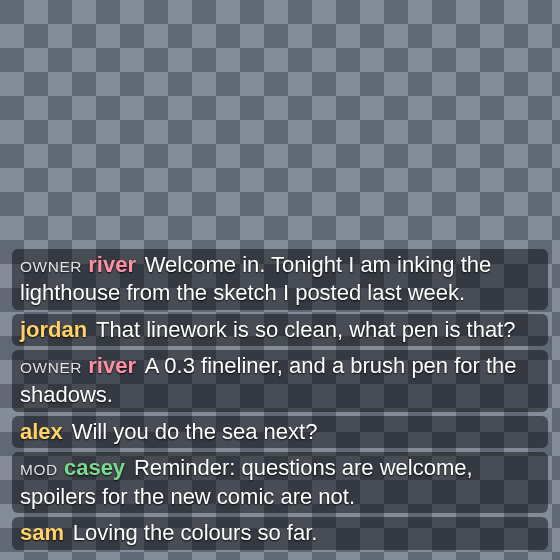 OWNER river Welcome in. Tonight I am inking the
lighthouse from the sketch I posted last week.
jordan That linework is so clean, what pen is that?
OWNER river A 0.3 fineliner, and a brush pen for the
shadows.
alex Will you do the sea next?
MOD casey Reminder: questions are welcome,
spoilers for the new comic are not.
sam Loving the colours so far.